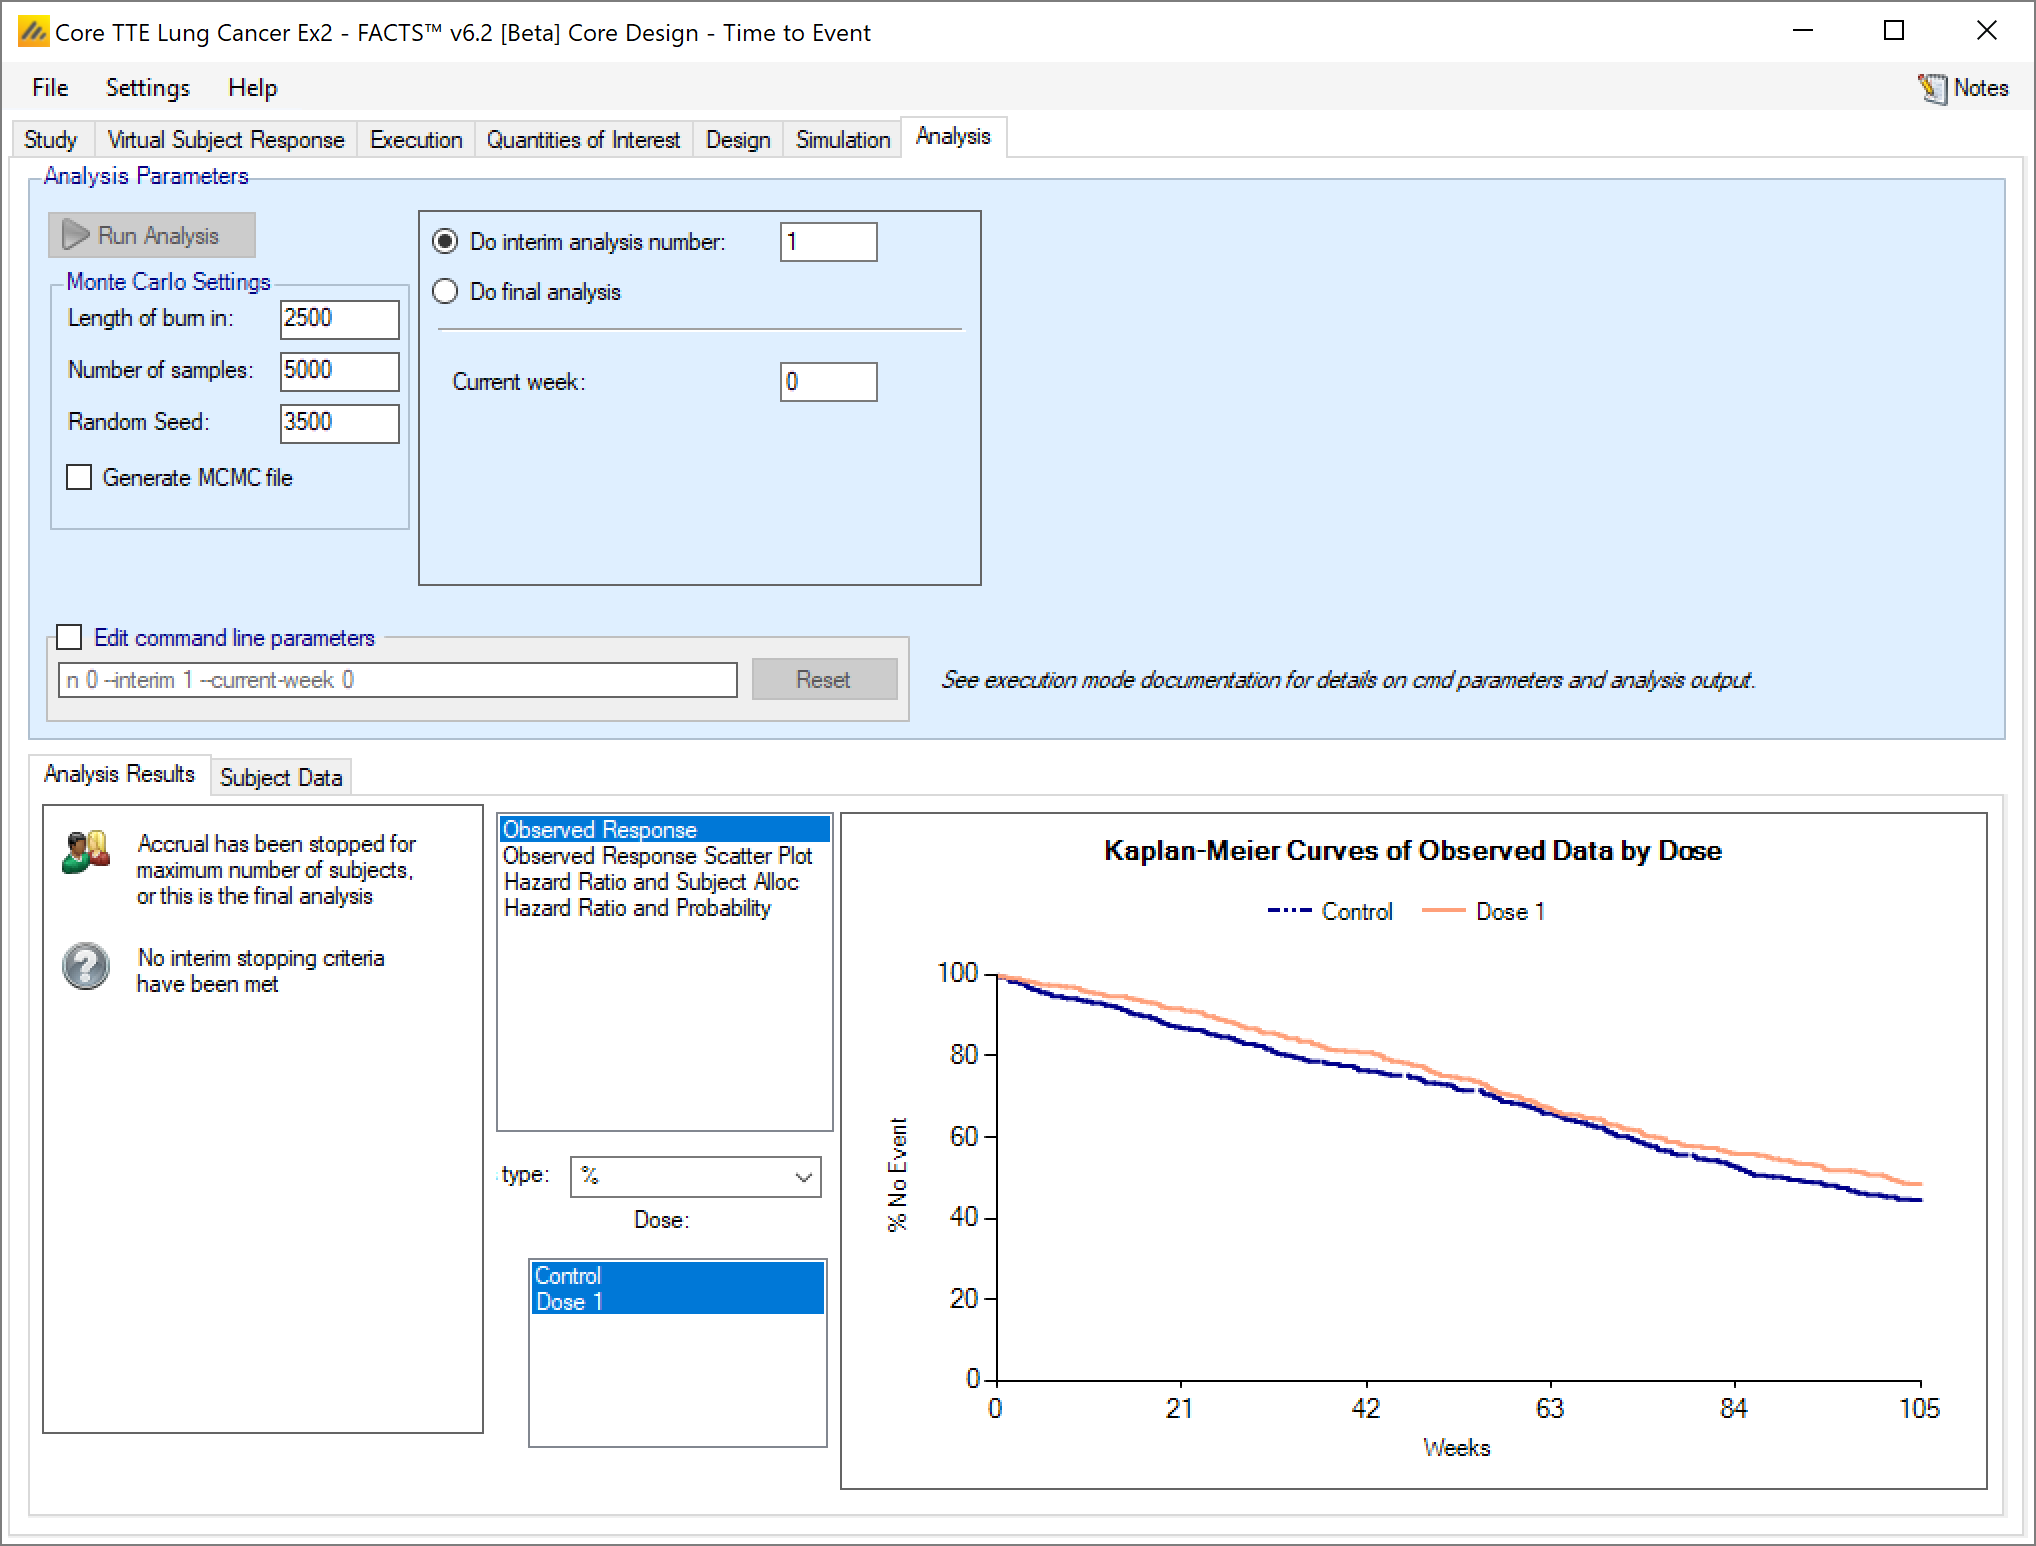 Core TTE Lung Cancer Ex2 - FACTS™ v6.2 [Beta] Core Design - Time to Event
File Settings Help Notes
Study Virtual Subject Response Execution Quantities of Interest Design Simulation Analysis
Analysis Parameters
Run Analysis
Monte Carlo Settings
Length of burn in: 2500
Number of samples: 5000
Random Seed: 3500
Generate MCMC file
Do interim analysis number: 1
Do final analysis
Current week: 0
Edit command line parameters
n 0 --interim 1 --current-week 0
Reset
See execution mode documentation for details on cmd parameters and analysis output.
Analysis Results Subject Data
Accrual has been stopped for
maximum number of subjects,
or this is the final analysis
No interim stopping criteria
have been met
Observed Response
Observed Response Scatter Plot
Hazard Ratio and Subject Alloc
Hazard Ratio and Probability
type: %
Dose:
Control
Dose 1
Kaplan-Meier Curves of Observed Data by Dose
Control Dose 1
% No Event
100
80
60
40
20
0
0 21 42 63 84 105
Weeks